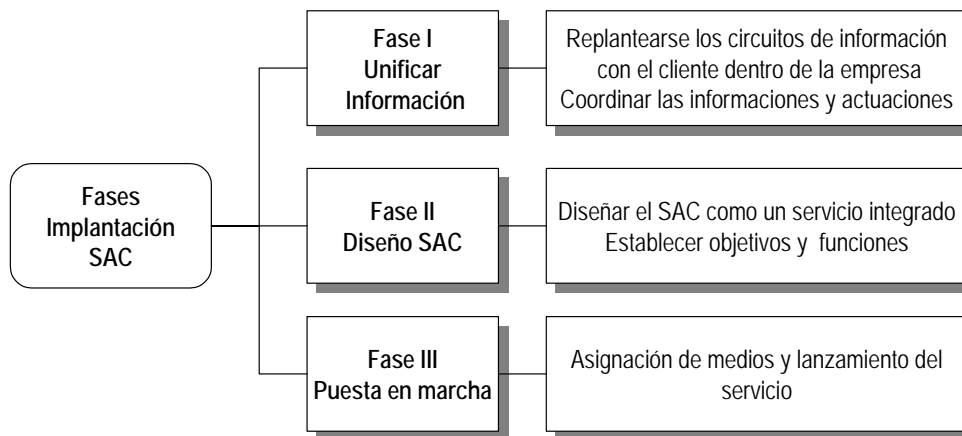 Fases
Implantación
SAC
Fase I
Unificar
Información
Replantearse los circuitos de información
con el cliente dentro de la empresa
Coordinar las informaciones y actuaciones
Fase II
Diseño SAC
Diseñar el SAC como un servicio integrado
Establecer objetivos y funciones
Fase III
Puesta en marcha
Asignación de medios y lanzamiento del
servicio